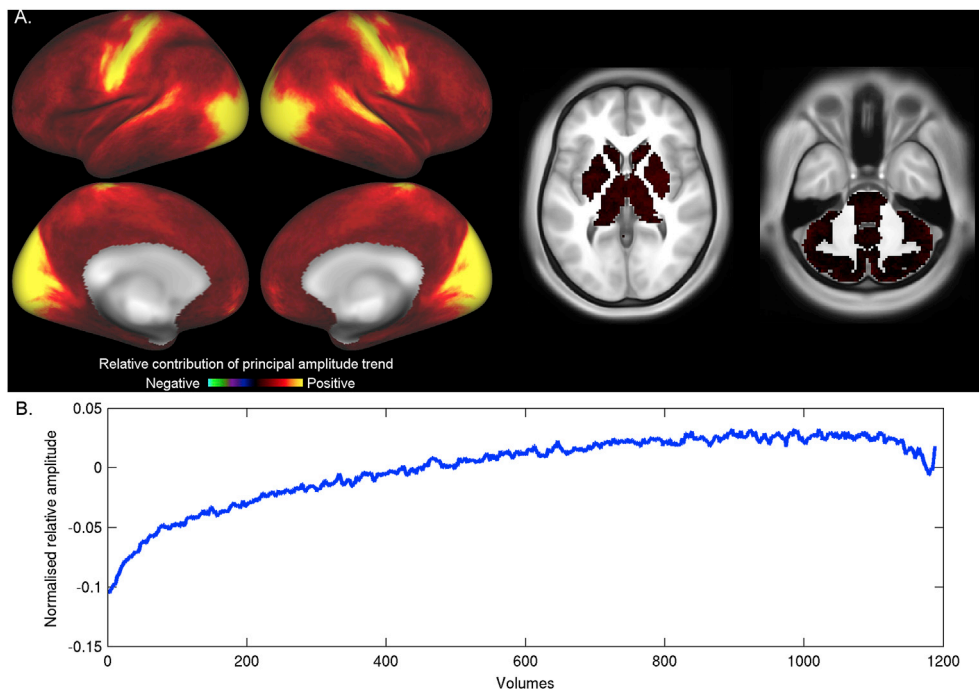 A.
Relative contribution of principal amplitude trend
Negative Positive
B.
0.05
0
-0.05
-0.1
-0.15
Normalised relative amplitude
0 200 400 600 800 1000 1200
Volumes